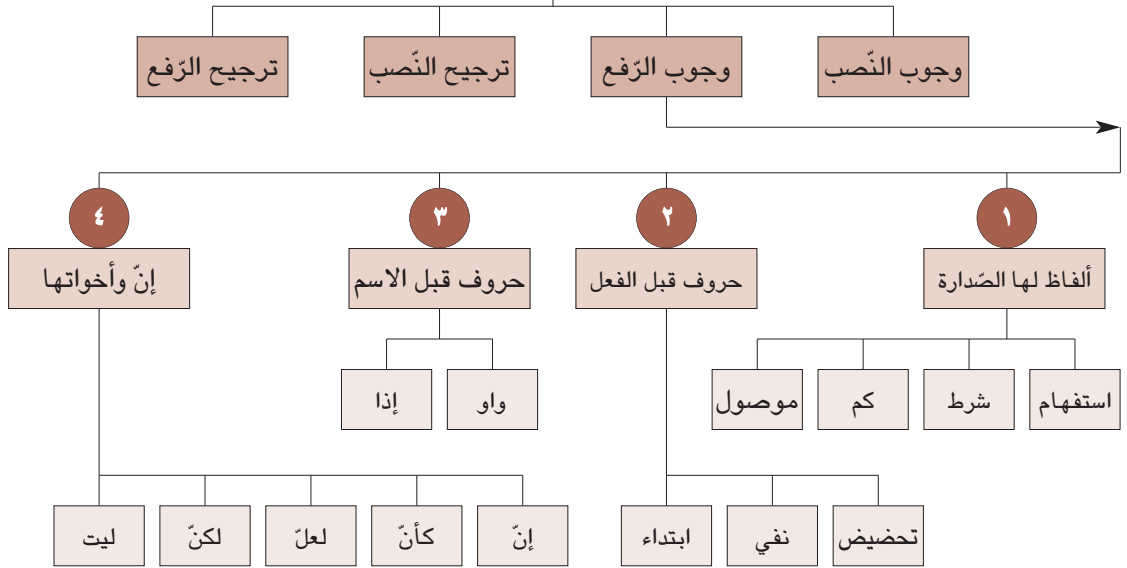 وجوب النّصب
وجوب الرّفع
ترجيح النّصب
ترجيح الرّفع
١
٢
٣
٤
ألفاظ لها الصّدارة
حروف قبل الفعل
حروف قبل الاسم
إنّ وأخواتها
استفهام
شرط
كم
موصول
واو
إذا
تحضيض
نفي
ابتداء
إنّ
كأنّ
لعلّ
لكنّ
ليت